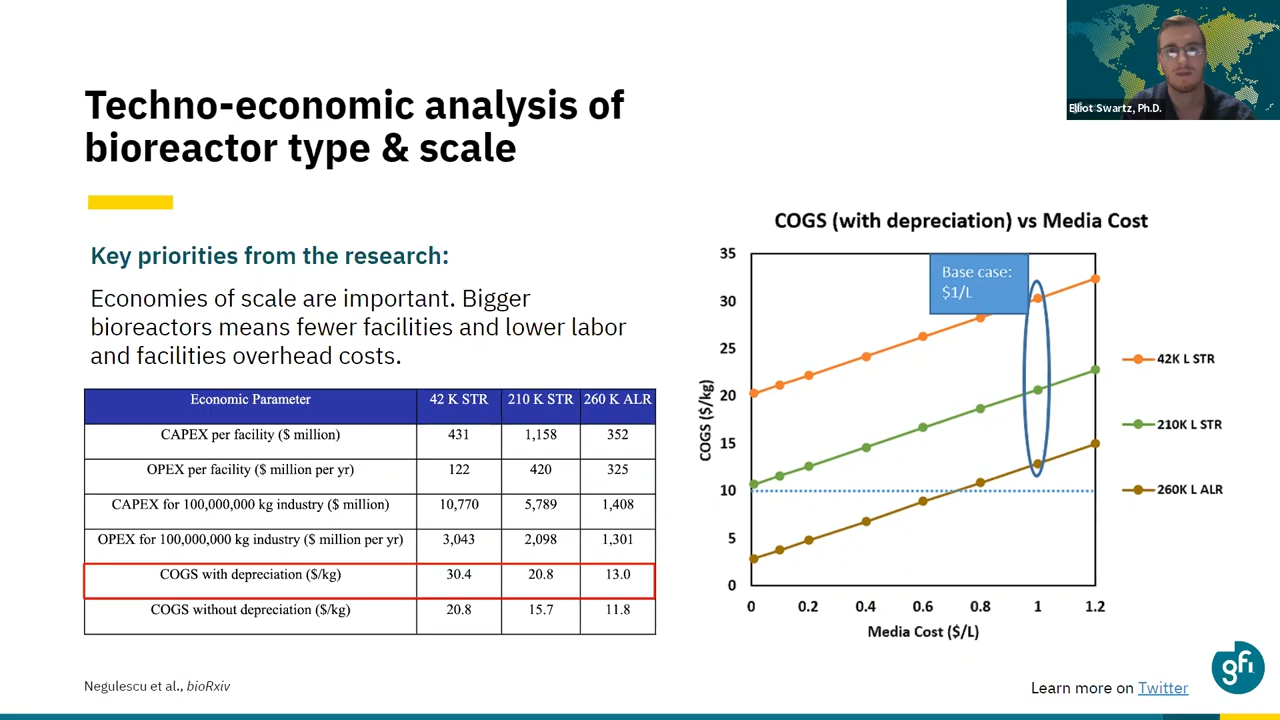 Elliot Swartz, Ph.D.
Techno-economic analysis of
bioreactor type & scale
Key priorities from the research:
Economies of scale are important. Bigger
bioreactors means fewer facilities and lower labor
and facilities overhead costs.
Economic Parameter 42 K STR 210 K STR 260 K ALR
CAPEX per facility ($ million) 431 1,158 352
OPEX per facility ($ million per yr) 122 420 325
CAPEX for 100,000,000 kg industry ($ million) 10,770 5,789 1,408
OPEX for 100,000,000 kg industry ($ million per yr) 3,043 2,098 1,301
COGS with depreciation ($/kg) 30.4 20.8 13.0
COGS without depreciation ($/kg) 20.8 15.7 11.8
Negulescu et al., bioRxiv
COGS (with depreciation) vs Media Cost
Base case:
$1/L
COGS ($/kg)
35
30
25
20
15
10
5
0
0 0.2 0.4 0.6 0.8 1 1.2
Media Cost ($/L)
42K L STR
210K L STR
260K L ALR
Learn more on Twitter
gfi